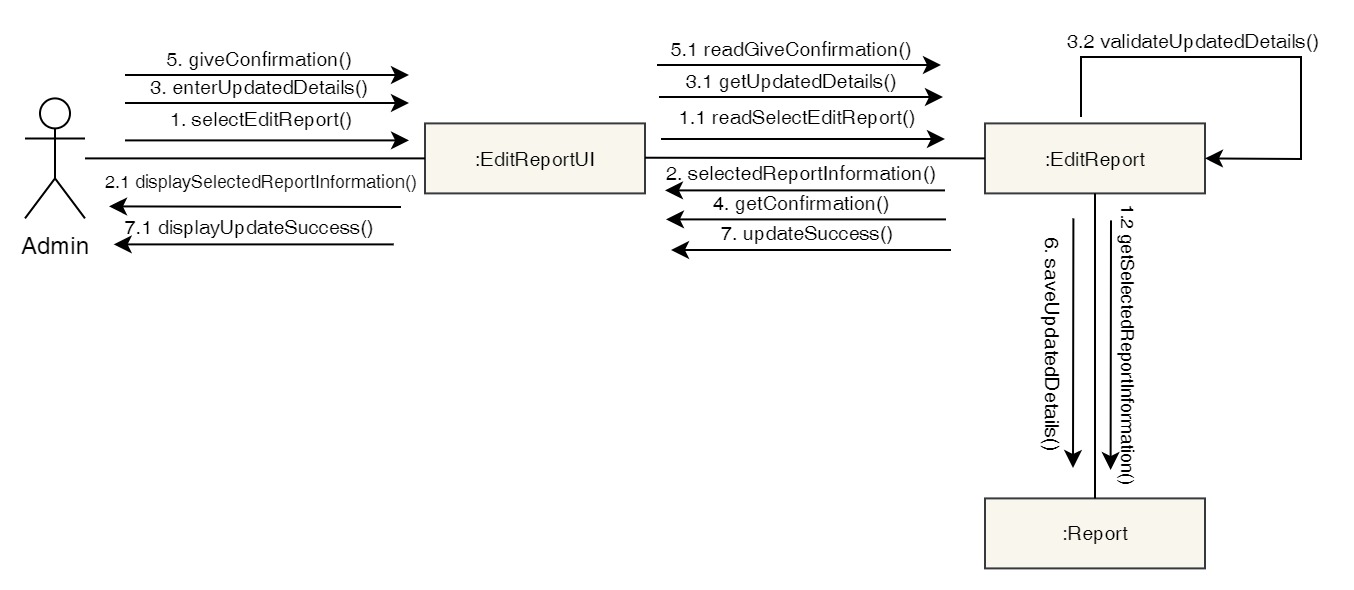 5. giveConfirmation()
3. enterUpdatedDetails()
1. selectEditReport()
2.1 displaySelectedReportInformation()
7.1 displayUpdateSuccess()
Admin
:EditReportUI
5.1 readGiveConfirmation()
3.1 getUpdatedDetails()
1.1 readSelectEditReport()
2. selectedReportInformation()
4. getConfirmation()
7. updateSuccess()
3.2 validateUpdatedDetails()
:EditReport
6. saveUpdatedDetails()
1.2 getSelectedReportInformation()
:Report